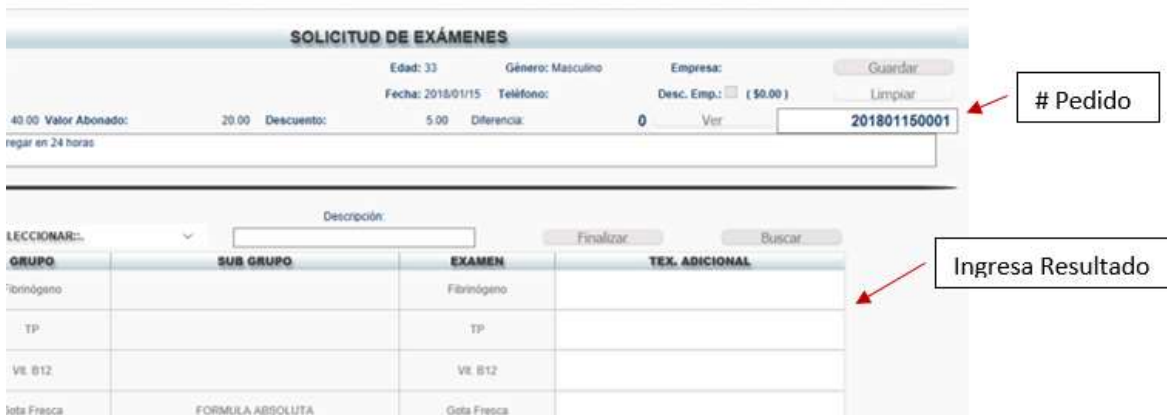 SOLICITUD DE EXÁMENES
Edad: 33 Género: Masculino Empresa: Guardar
Fecha: 2018/01/15 Teléfono: Desc. Emp.: ( $0.00 ) Limpiar
# Pedido
40.00 Valor Abonado: 20.00 Descuento: 5.00 Diferencia: 0 Ver 201801150001
regar en 24 horas
Descripción:
LECCIONAR::. Finalizar Buscar
GRUPO SUB GRUPO EXAMEN TEX. ADICIONAL
Ingresa Resultado
Fibrinógeno Fibrinógeno
TP TP
Vit. B12 Vit. B12
Gota Fresca FORMULA ABSOLUTA Gota Fresca